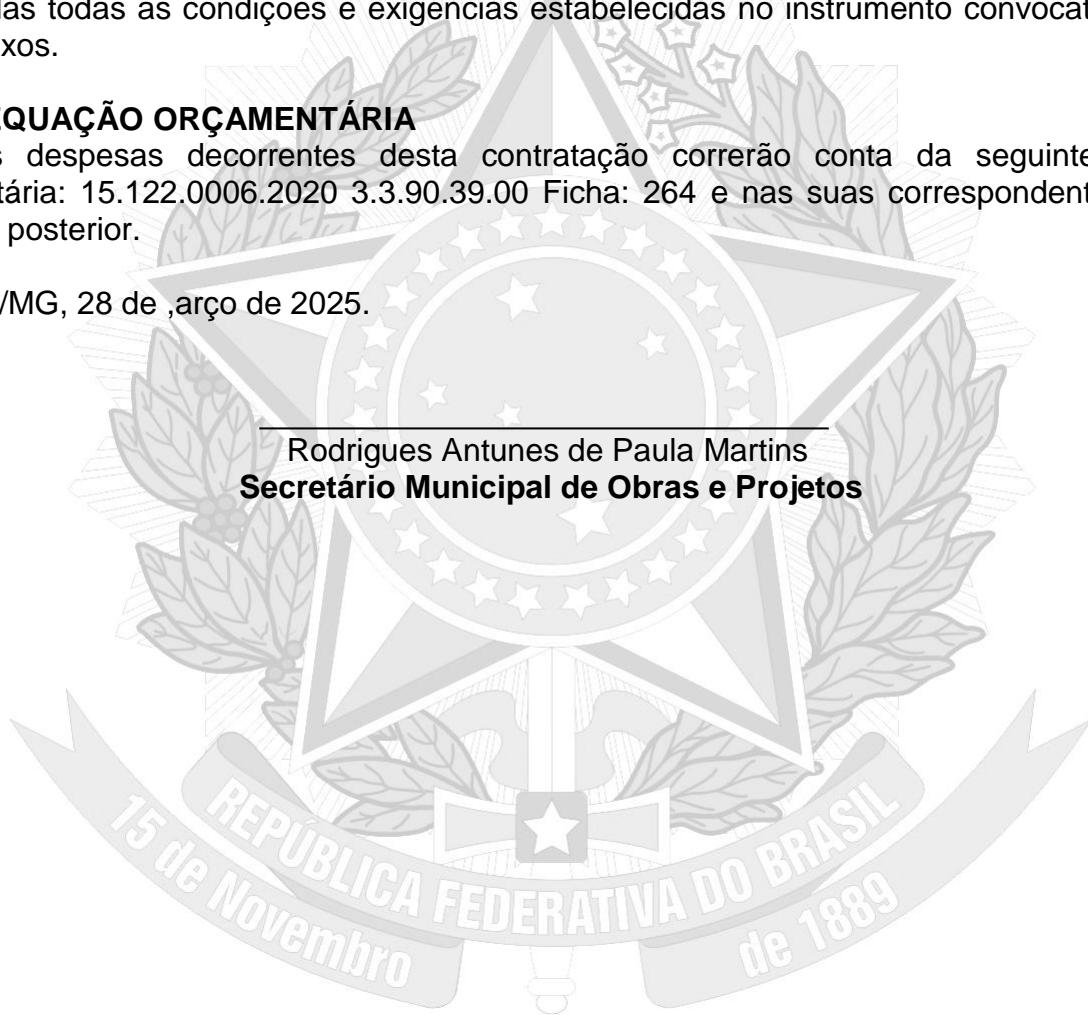 das todas as condições e exigências estabelecidas no instrumento convocat
xos.
EQUAÇÃO ORÇAMENTÁRIA
s despesas decorrentes desta contratação correrão conta da seguinte
tária: 15.122.0006.2020 3.3.90.39.00 Ficha: 264 e nas suas correspondent
posterior.
/MG, 28 de ,arço de 2025.
Rodrigues Antunes de Paula Martins
Secretário Municipal de Obras e Projetos
REPÚBLICA FEDERATIVA DO BRASIL
15 de Novembro de 1889